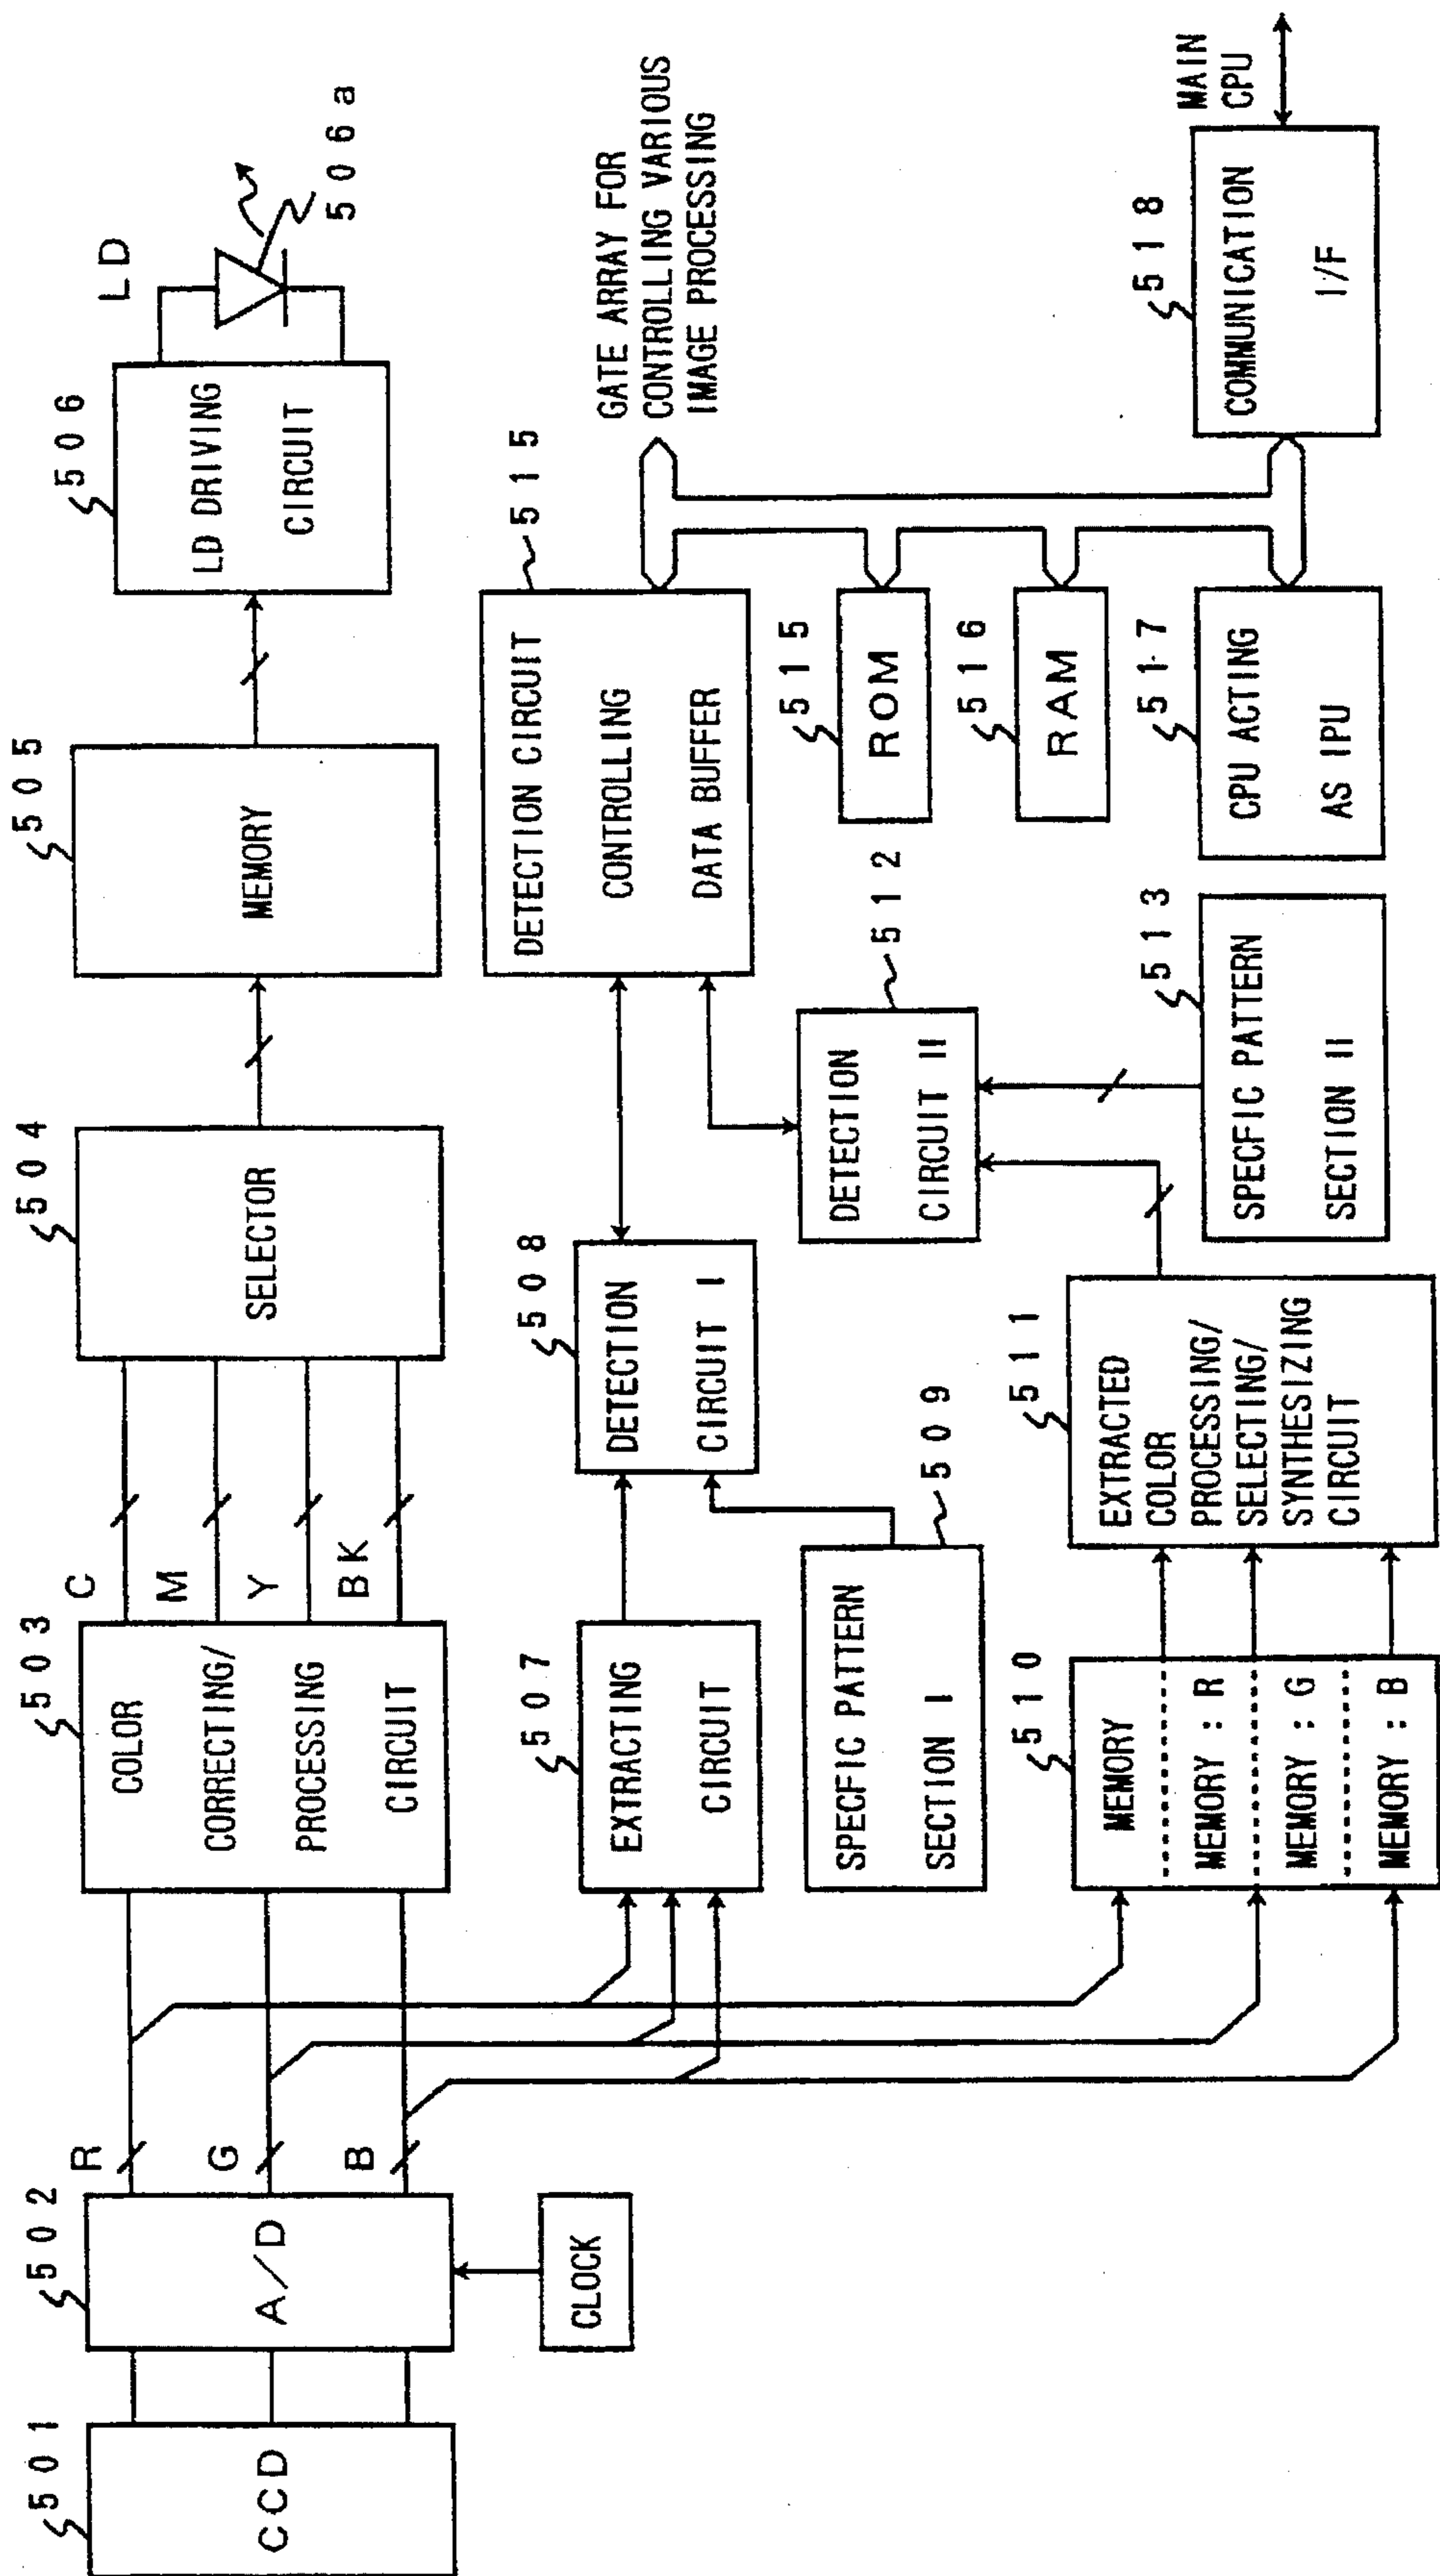 501
CCD
502
A/D
CLOCK
R
G
B
503
COLOR
CORRECTING/
PROCESSING
CIRCUIT
C
M
Y
BK
504
SELECTOR
505
MEMORY
506
LD DRIVING
CIRCUIT
LD
506a
507
EXTRACTING
CIRCUIT
508
DETECTION
CIRCUIT I
SPECFIC PATTERN
SECTION I
509
515
DETECTION CIRCUIT
CONTROLLING
DATA BUFFER
GATE ARRAY FOR
CONTROLLING VARIOUS
IMAGE PROCESSING
510
MEMORY
MEMORY : R
MEMORY : G
MEMORY : B
511
EXTRACTED
COLOR
PROCESSING/
SELECTING/
SYNTHESIZING
CIRCUIT
512
DETECTION
CIRCUIT II
513
SPECFIC PATTERN
SECTION II
515
ROM
516
RAM
517
CPU ACTING
AS IPU
518
COMMUNICATION
I/F
MAIN
CPU